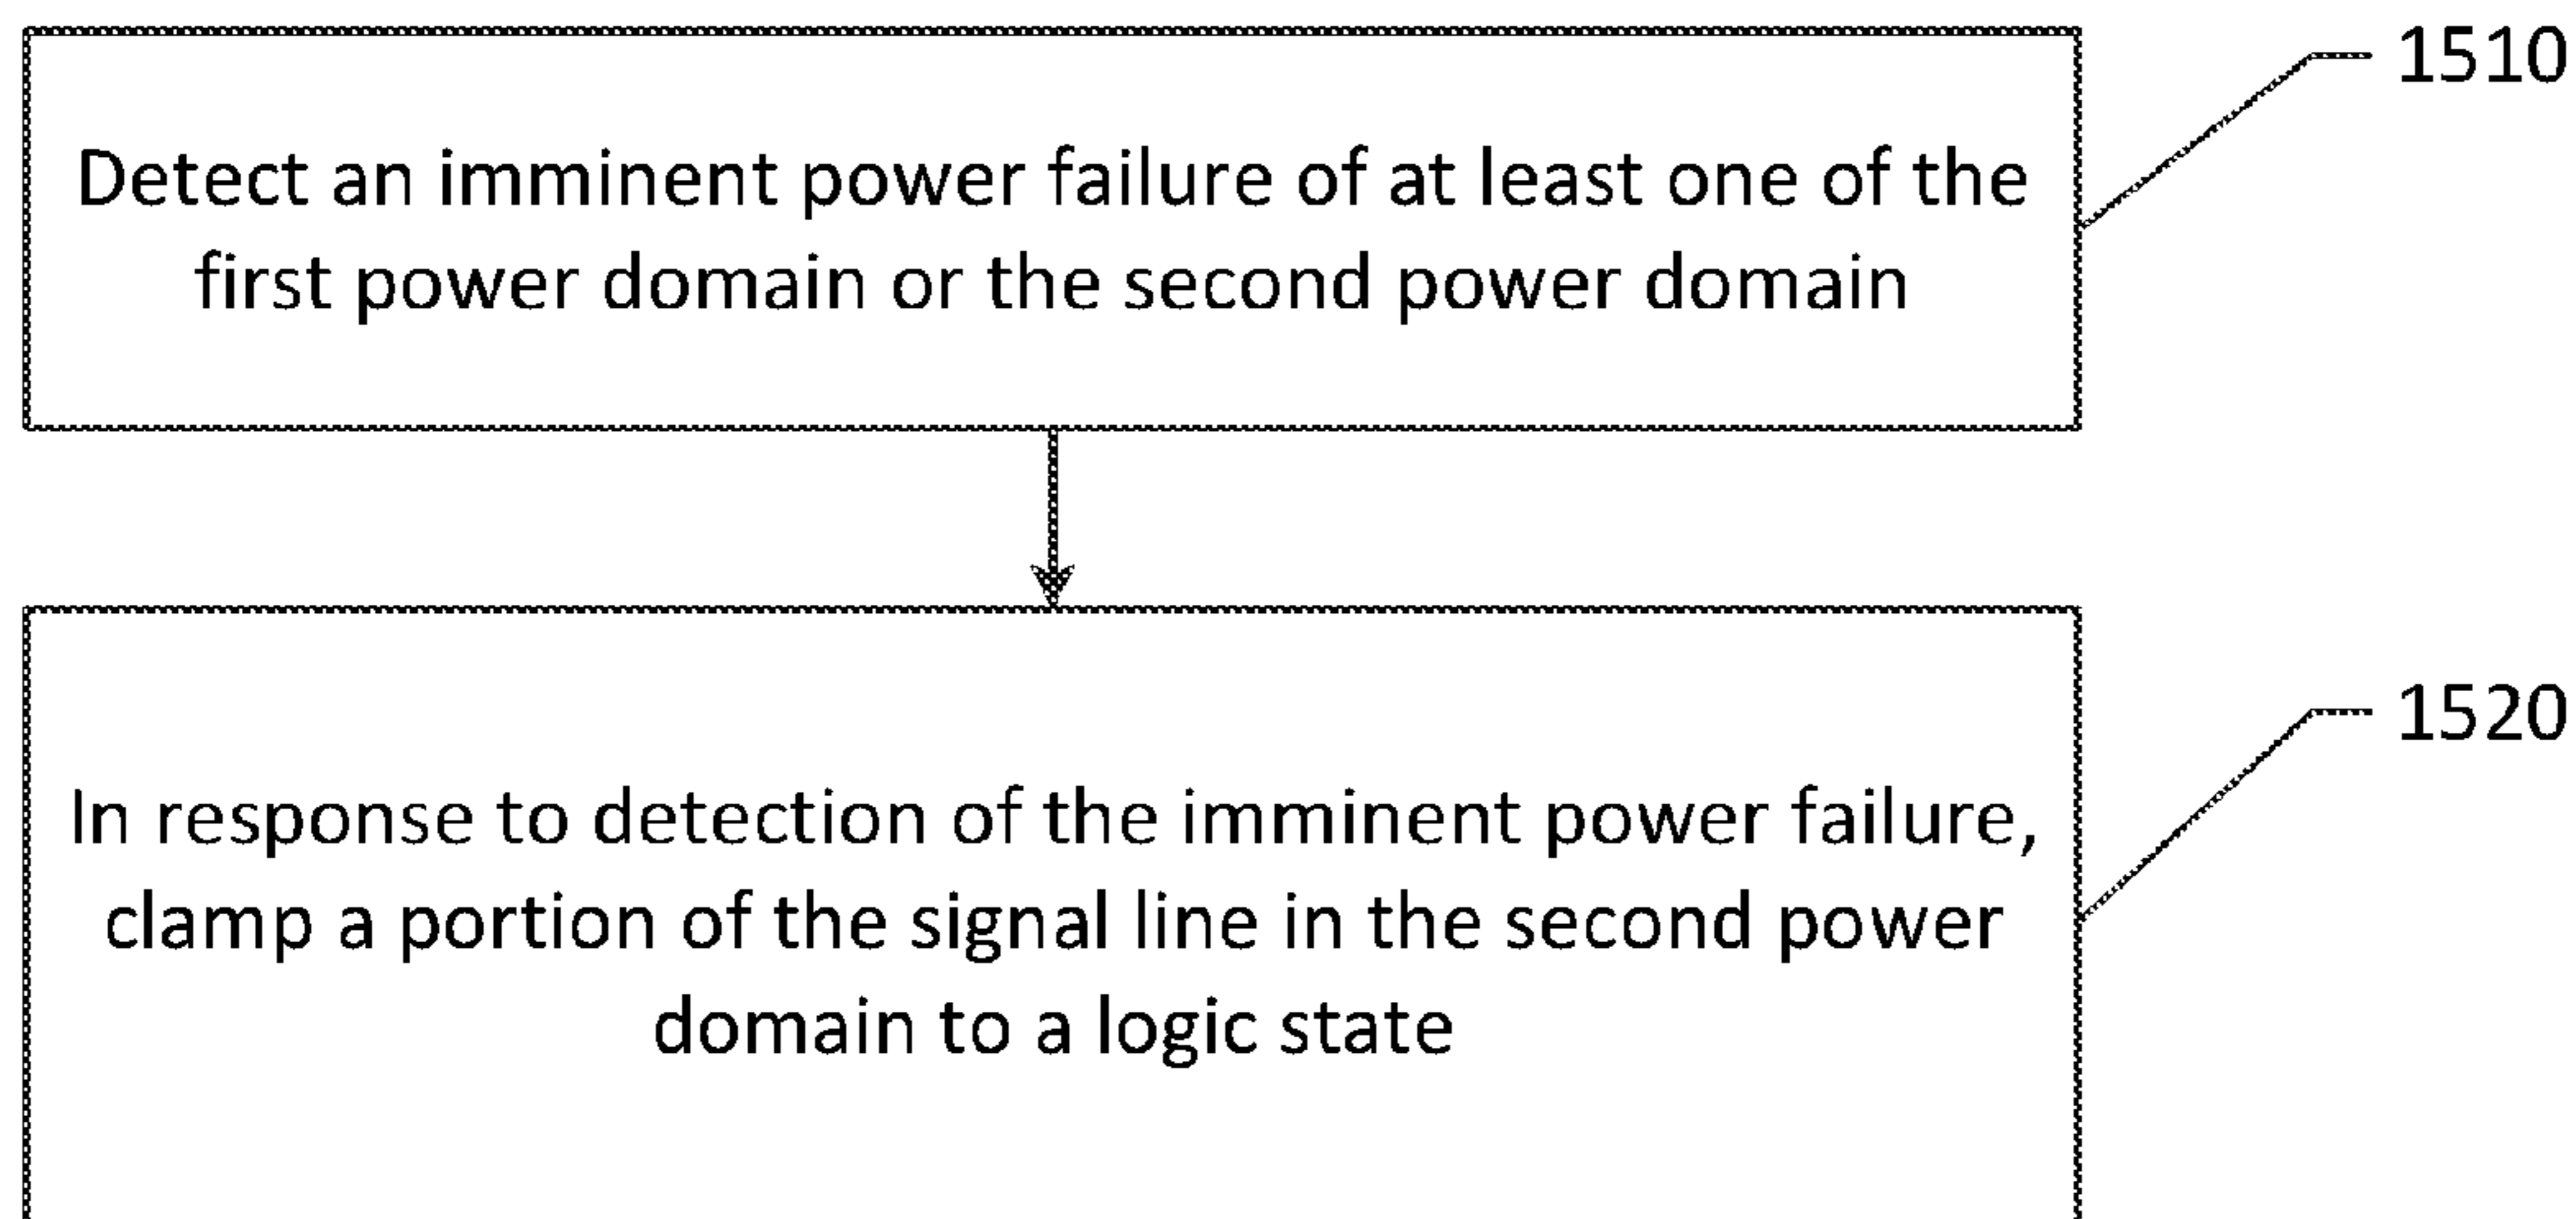 1510
Detect an imminent power failure of at least one of the
first power domain or the second power domain
1520
In response to detection of the imminent power failure,
clamp a portion of the signal line in the second power
domain to a logic state